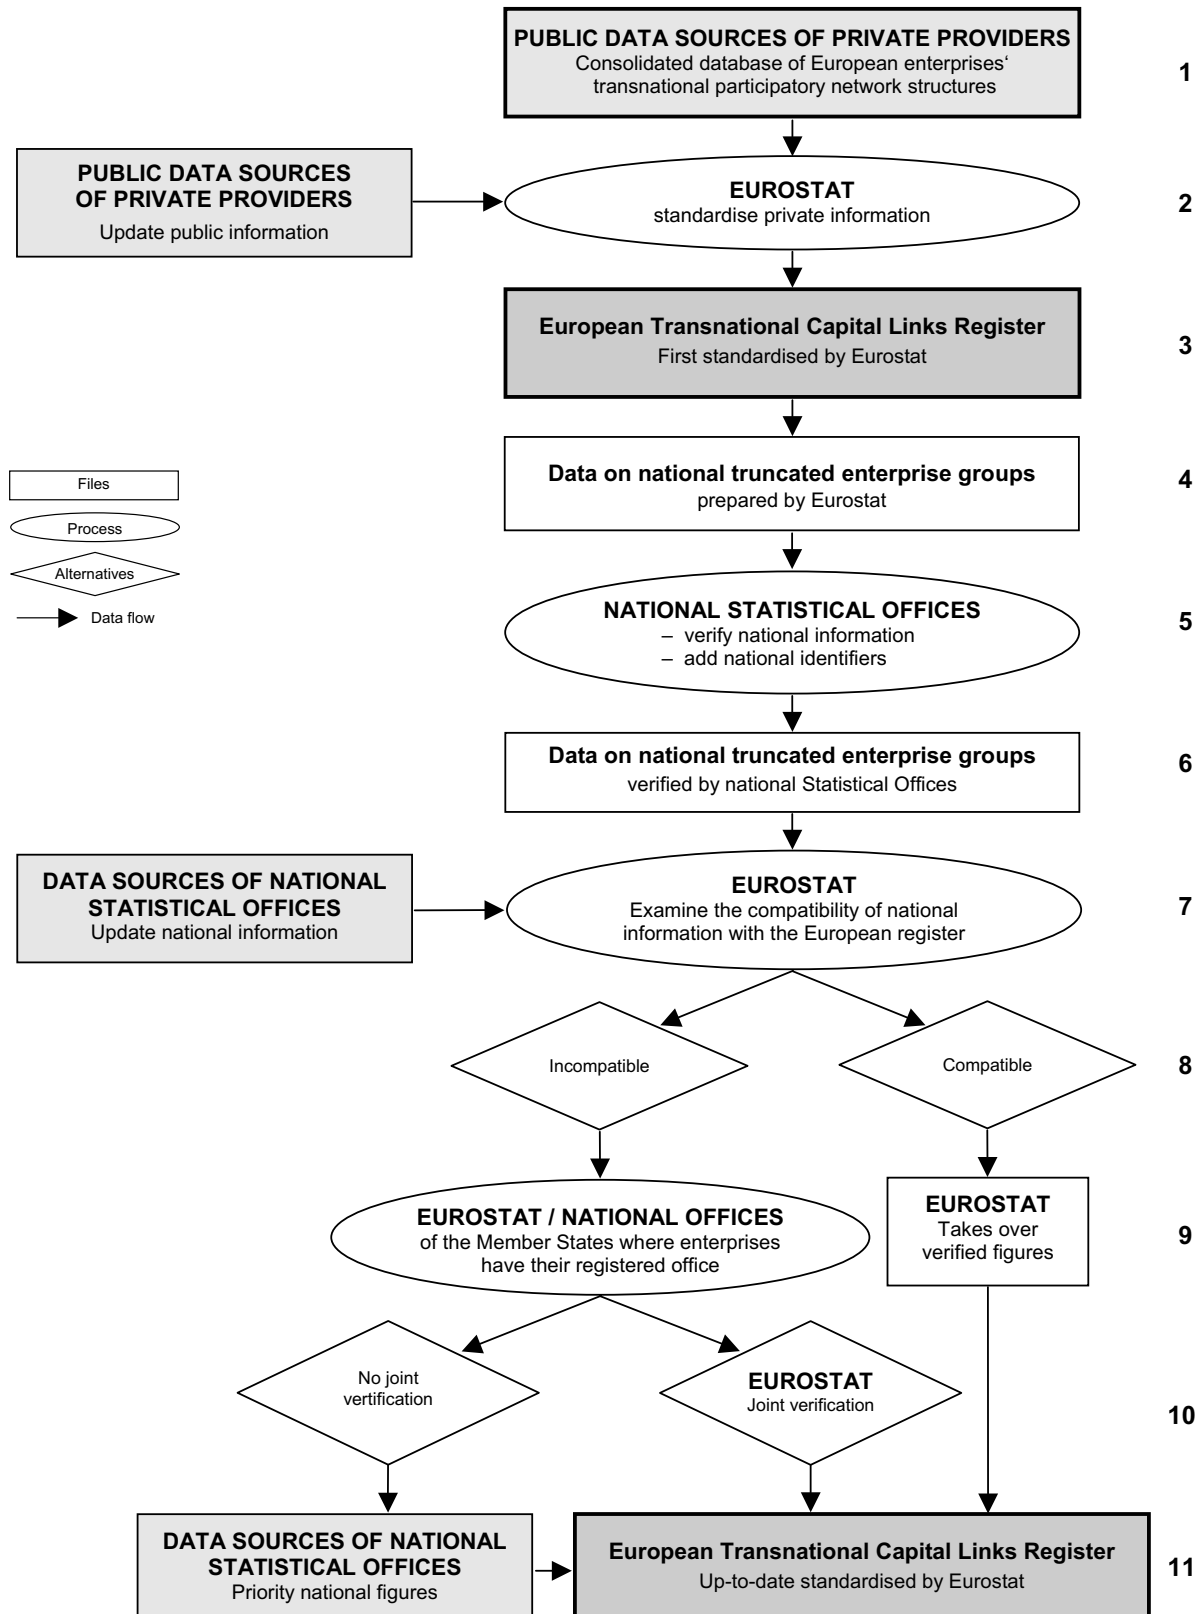 PUBLIC DATA SOURCES OF PRIVATE PROVIDERS
Consolidated database of European enterprises‘
transnational participatory network structures
1
PUBLIC DATA SOURCES
OF PRIVATE PROVIDERS
Update public information
EUROSTAT
standardise private information
2
European Transnational Capital Links Register
First standardised by Eurostat
3
Data on national truncated enterprise groups
prepared by Eurostat
4
Files
Process
Alternatives
Data flow
NATIONAL STATISTICAL OFFICES
– verify national information
– add national identifiers
5
Data on national truncated enterprise groups
verified by national Statistical Offices
6
DATA SOURCES OF NATIONAL
STATISTICAL OFFICES
Update national information
EUROSTAT
Examine the compatibility of national
information with the European register
7
Incompatible
Compatible
8
EUROSTAT / NATIONAL OFFICES
of the Member States where enterprises
have their registered office
EUROSTAT
Takes over
verified figures
9
No joint
vertification
EUROSTAT
Joint verification
10
DATA SOURCES OF NATIONAL
STATISTICAL OFFICES
Priority national figures
European Transnational Capital Links Register
Up-to-date standardised by Eurostat
11